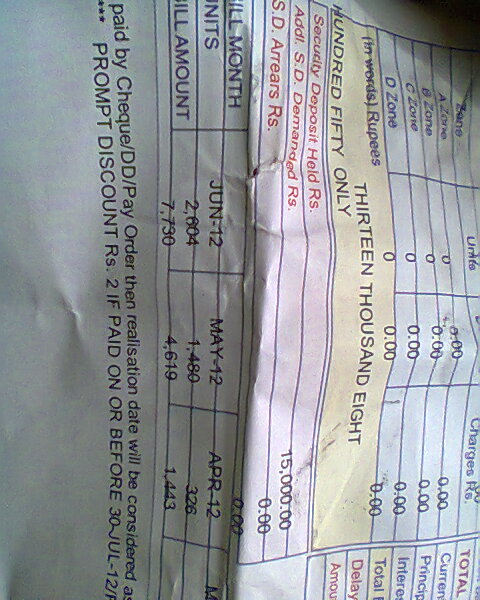 Zone Units Charges Rs. TOTAL
A Zone 0 0.00 0.00 Current
B Zone 0 0.00 0.00 Princip
C Zone 0 0.00 0.00 Interes
D Zone 0 0.00 0.00 Total
(in words) Rupees THIRTEEN THOUSAND EIGHT Delay
HUNDRED FIFTY ONLY Amou
Security Deposit Held Rs. 15,000.00
Addl. S.D. Demanded Rs. 0.00
S.D. Arrears Rs. 0.00
BILL MONTH JUN-12 MAY-12 APR-12 M
UNITS 2,604 1,480 326
BILL AMOUNT 7,730 4,619 1,443
paid by Cheque/DD/Pay Order then realisation date will be considered as
*** PROMPT DISCOUNT Rs. 2 IF PAID ON OR BEFORE 30-JUL-12/